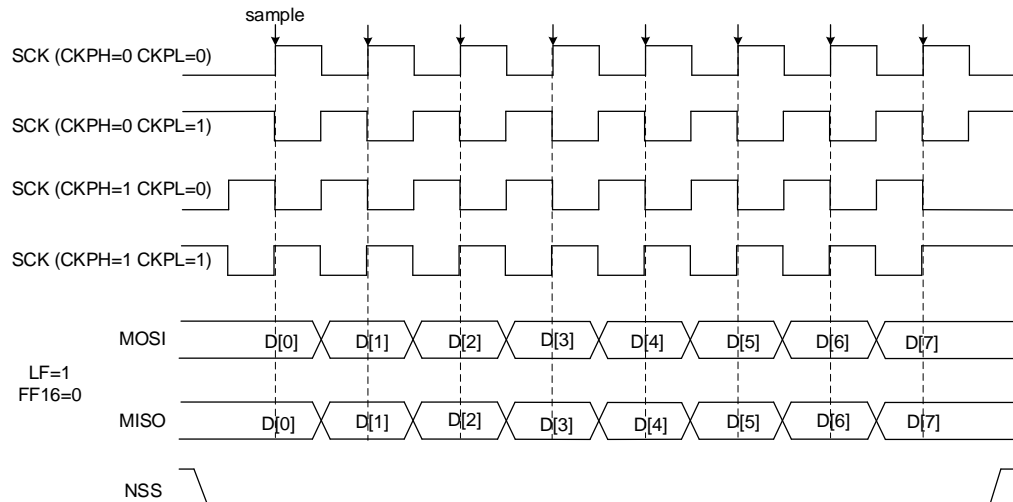 sample
SCK (CKPH=0 CKPL=0)
SCK (CKPH=0 CKPL=1)
SCK (CKPH=1 CKPL=0)
SCK (CKPH=1 CKPL=1)
MOSI
D[0] D[1] D[2] D[3] D[4] D[5] D[6] D[7]
LF=1
FF16=0
MISO
D[0] D[1] D[2] D[3] D[4] D[5] D[6] D[7]
NSS